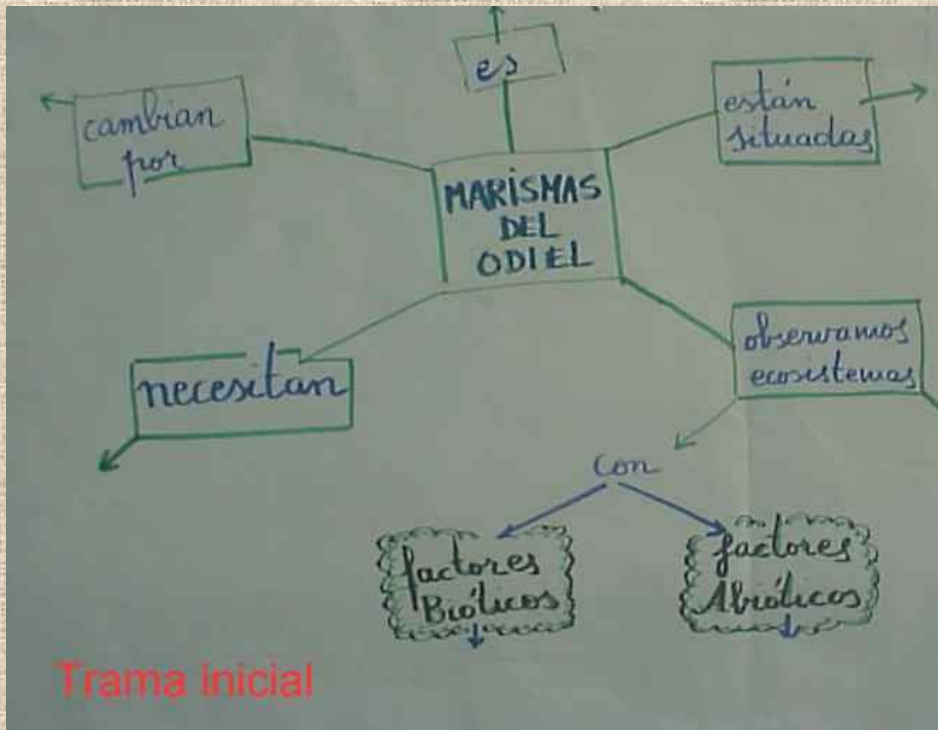 es
cambian
por
están
situadas
MARISMAS
DEL
ODIEL
necesitan
observamos
ecosistemas
con
factores
Bióticos
factores
Abióticos
Trama inicial